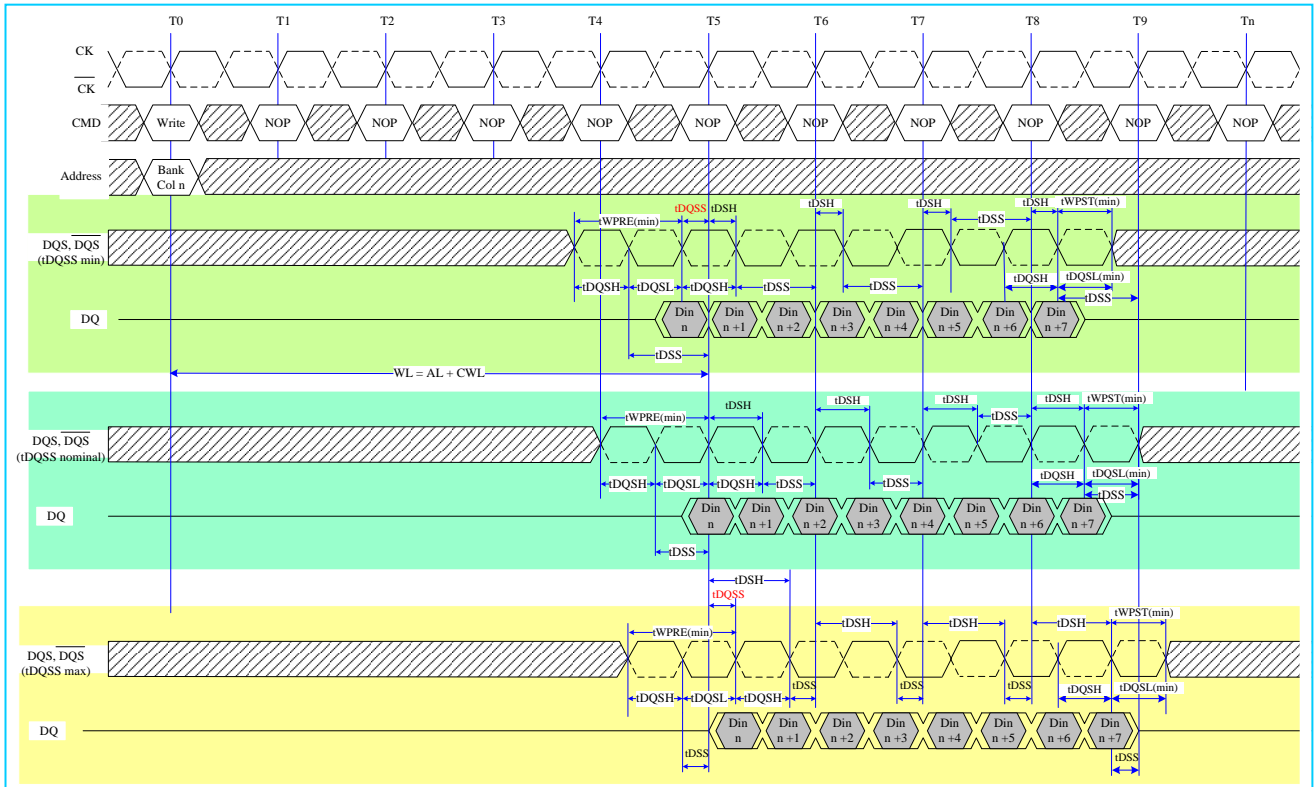 T0 T1 T2 T3 T4 T5 T6 T7 T8 T9 Tn
CK
CK
CMD Write NOP NOP NOP NOP NOP NOP NOP NOP NOP NOP
Address Bank
Col n
tDQSS tDSH tDSH tDSH tDSH tWPST(min)
tWPRE(min) tDSS
DQS, DQS
(tDQSS min)
tDQSH tDQSL tDQSH tDSS tDSS tDQSH tDQSL(min)
tDSS
DQ Din Din Din Din Din Din Din Din
n n +1 n +2 n +3 n +4 n +5 n +6 n +7
tDSS
WL = AL + CWL
tWPRE(min) tDSH tDSH tDSH tDSH tWPST(min)
tDSS
DQS, DQS
(tDQSS nominal)
tDQSH tDQSL tDQSH tDSS tDSS tDQSH tDQSL(min)
tDSS
DQ Din Din Din Din Din Din Din Din
n n +1 n +2 n +3 n +4 n +5 n +6 n +7
tDSS
tDSH
tDQSS
tWPRE(min) tDSH tDSH tDSH tWPST(min)
DQS, DQS
(tDQSS max)
tDSS tDSS tDSS
tDQSH tDQSL tDQSH tDQSH tDQSL(min)
DQ Din Din Din Din Din Din Din Din
n n +1 n +2 n +3 n +4 n +5 n +6 n +7
tDSS tDSS